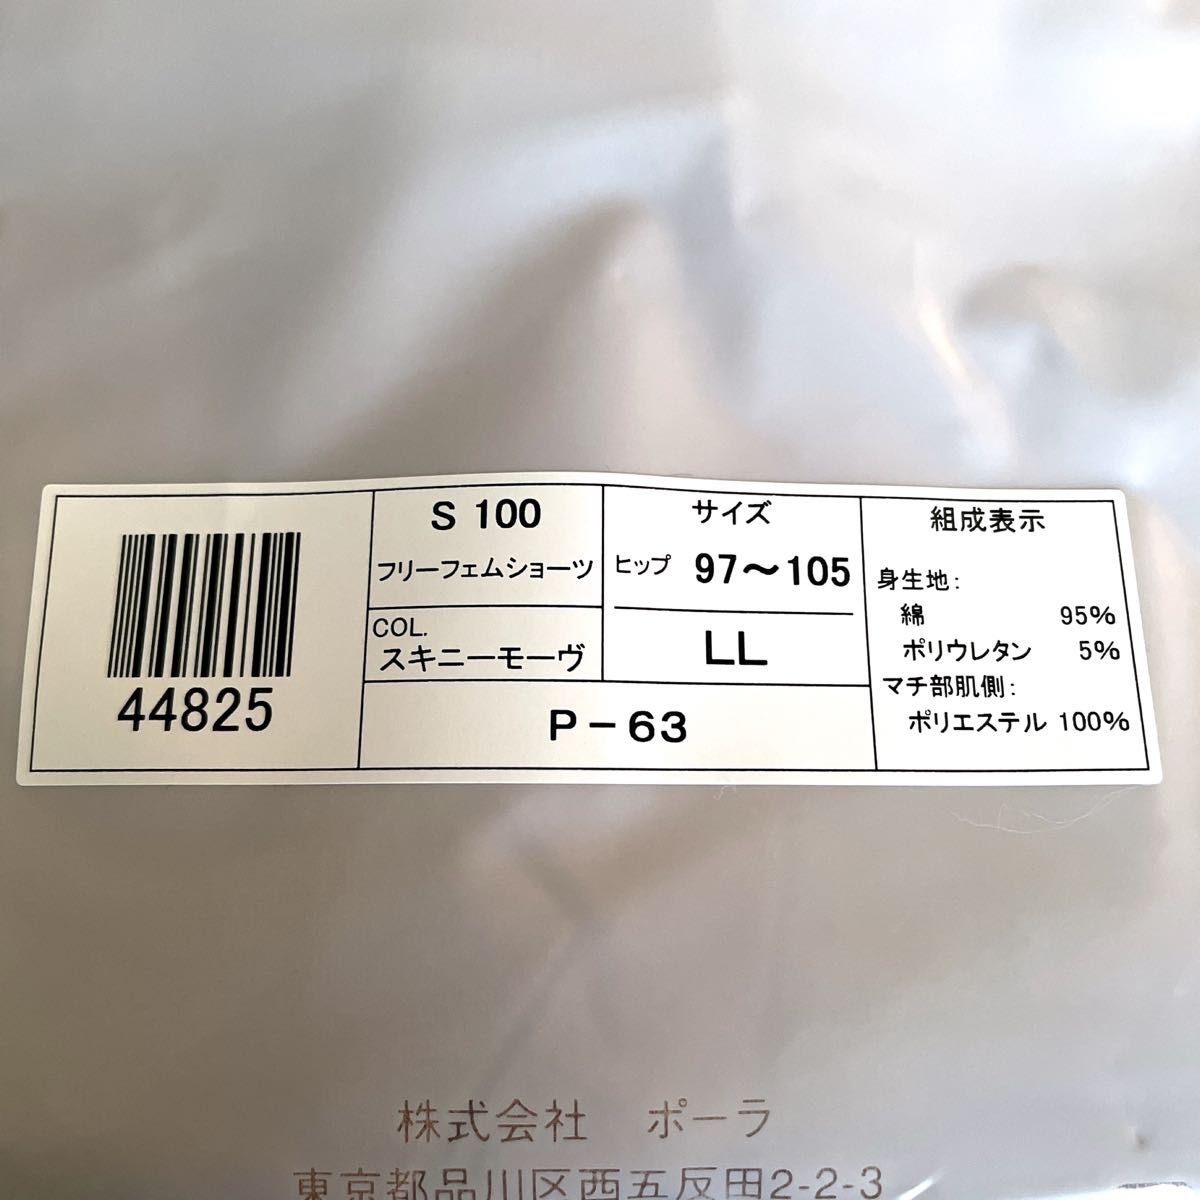 44825
S 100
フリーフェムショーツ
COL.
スキニーモーヴ
サイズ
ヒップ 97～105
LL
P－63
組成表示
身生地:
綿 95%
ポリウレタン 5%
マチ部肌側:
ポリエステル 100%
株式会社 ポーラ
東京都品川区西五反田2-2-3